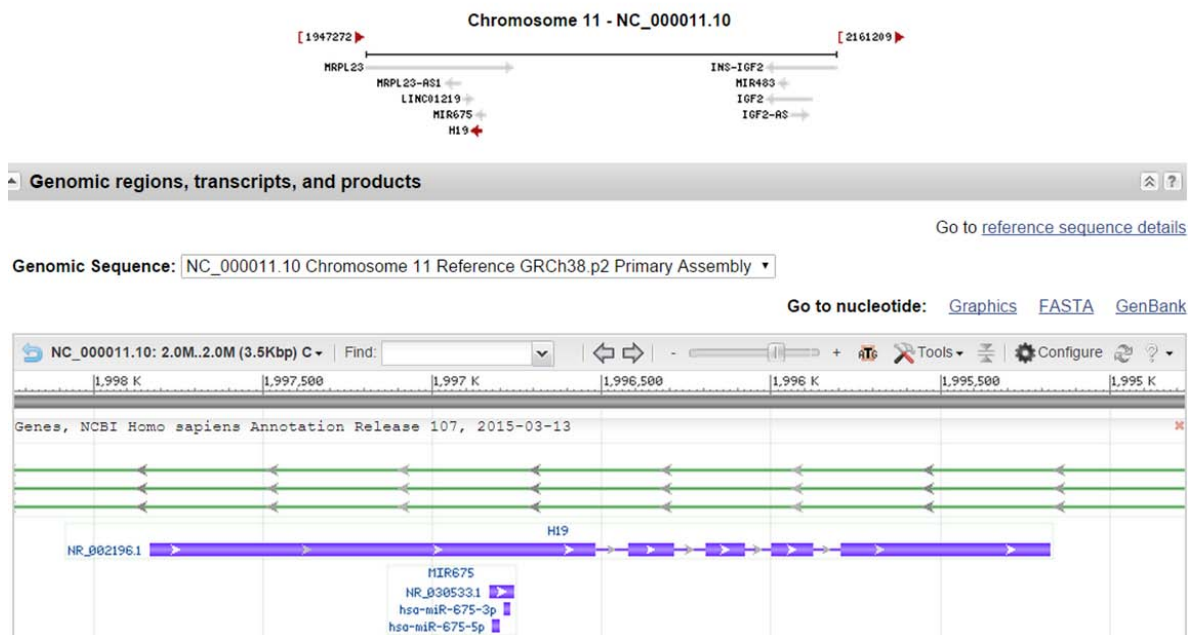 Chromosome 11 - NC_000011.10
[ 1947272 [ 2161209
MRPL23 INS-IGF2
MRPL23-AS1 MIR483
LINC01219 IGF2
MIR675 IGF2-AS
H19
Genomic regions, transcripts, and products ?
Go to reference sequence details
Genomic Sequence: NC_000011.10 Chromosome 11 Reference GRCh38.p2 Primary Assembly
Go to nucleotide: Graphics FASTA GenBank
NC_000011.10: 2.0M..2.0M (3.5Kbp) C Find: - + ATG Tools Configure ?
1,998 K 1,997,500 1,997 K 1,996,500 1,996 K 1,995,500 1,995 K
Genes, NCBI Homo sapiens Annotation Release 107, 2015-03-13
H19
NR_002196.1
MIR675
NR_030533.1
hsa-miR-675-3p
hsa-miR-675-5p